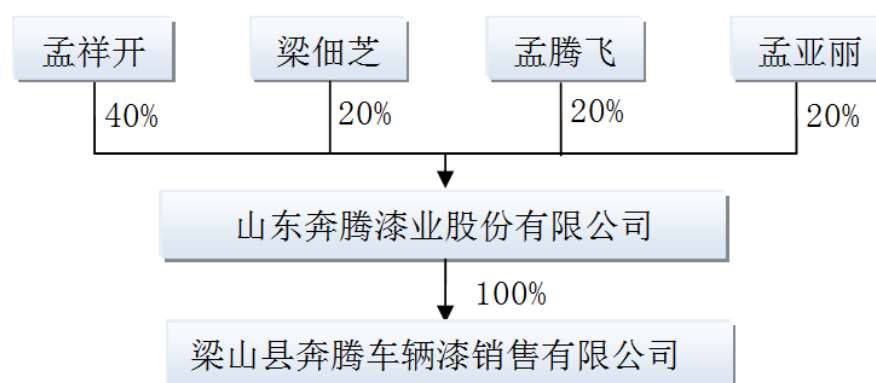 孟祥开 梁佃芝 孟腾飞 孟亚丽
40% 20% 20% 20%
山东奔腾漆业股份有限公司
100%
梁山县奔腾车辆漆销售有限公司